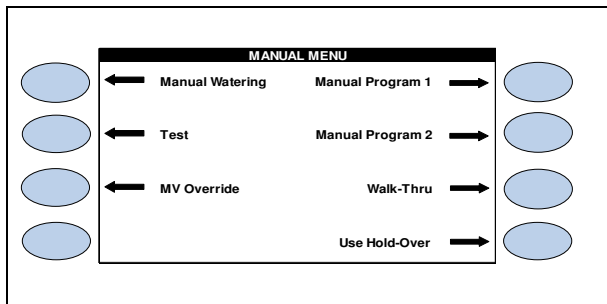 MANUAL MENU
Manual Watering Manual Program 1
Test Manual Program 2
MV Override Walk-Thru
Use Hold-Over